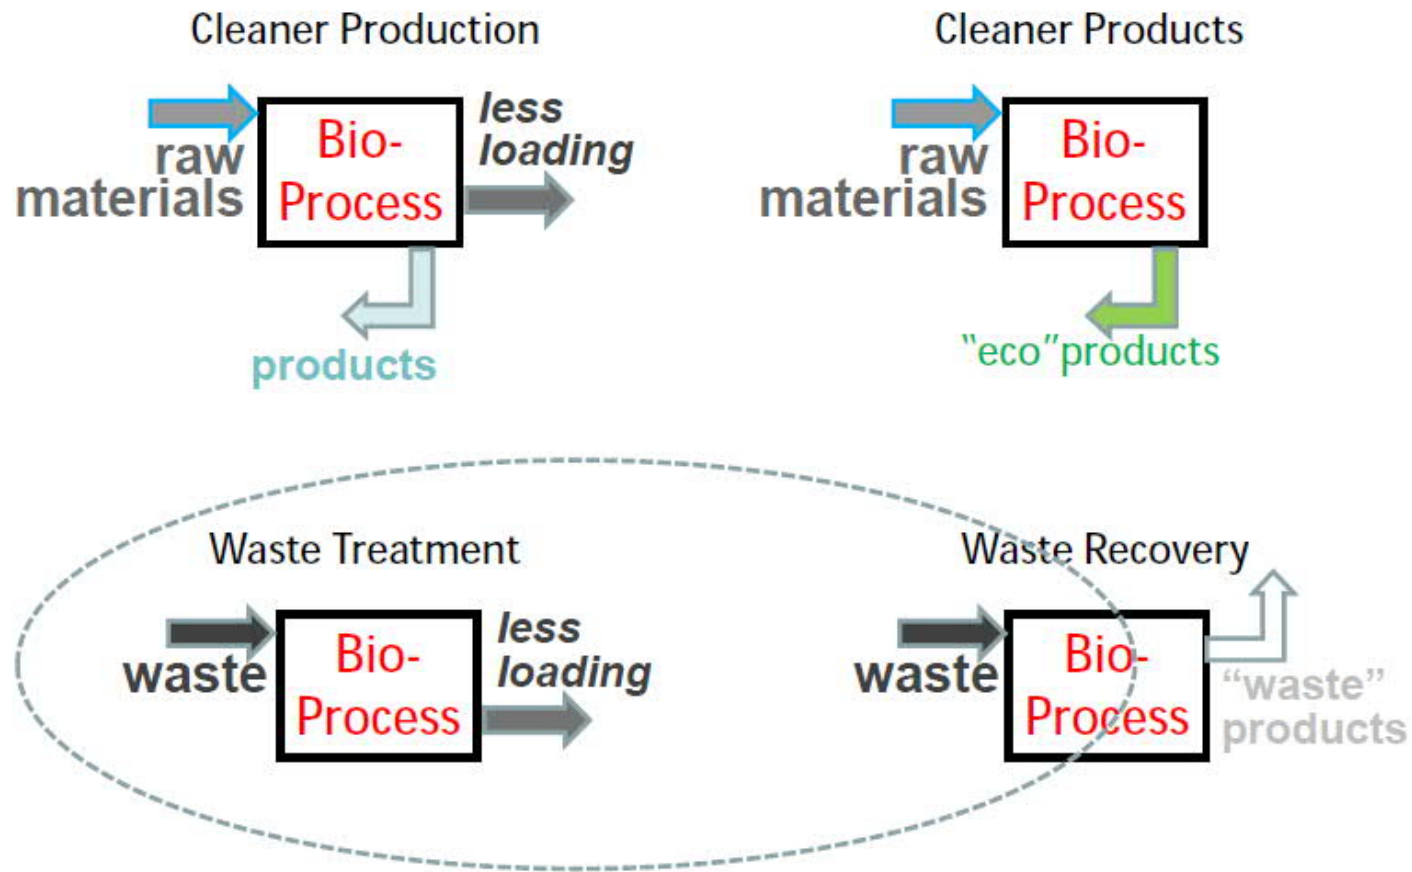 Cleaner Production
raw
materials
Bio-
Process
less
loading
products
Cleaner Products
raw
materials
Bio-
Process
"eco"products
Waste Treatment
waste
Bio-
Process
less
loading
Waste Recovery
waste
Bio-
Process
“waste”
products